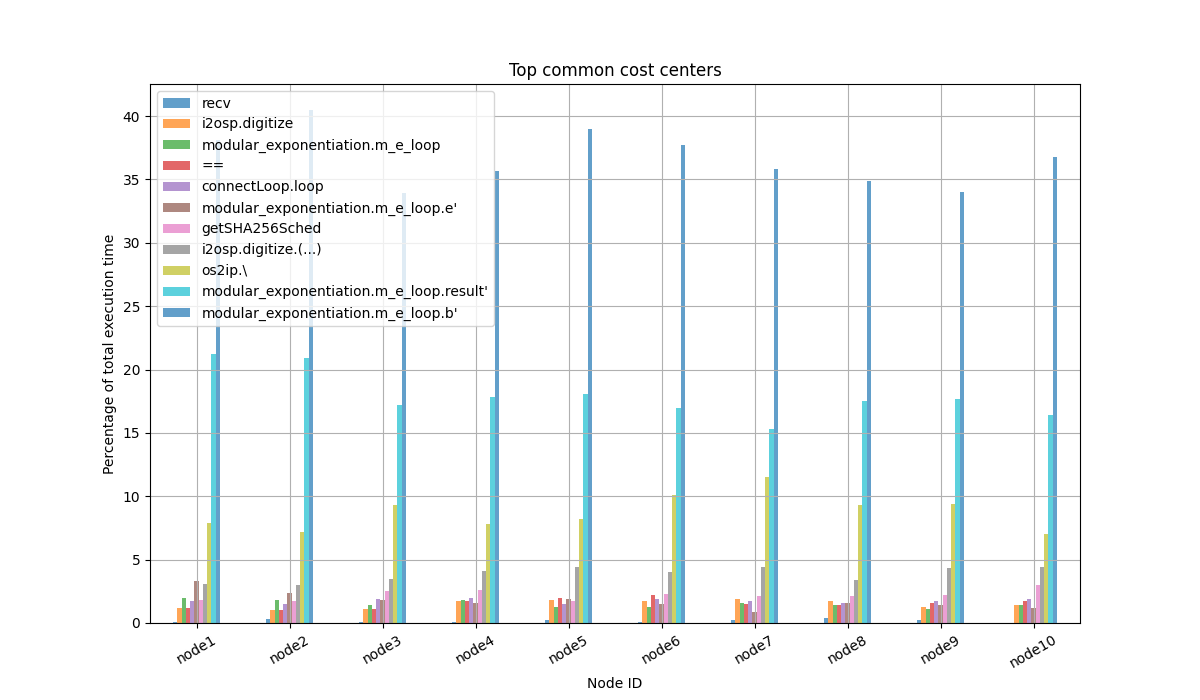 Top common cost centers
recv
i2osp.digitize
modular_exponentiation.m_e_loop
==
connectLoop.loop
modular_exponentiation.m_e_loop.e'
getSHA256Sched
i2osp.digitize.(...)
os2ip.\
modular_exponentiation.m_e_loop.result'
modular_exponentiation.m_e_loop.b'
Percentage of total execution time
40
35
30
25
20
15
10
5
0
node1 node2 node3 node4 node5 node6 node7 node8 node9 node10
Node ID